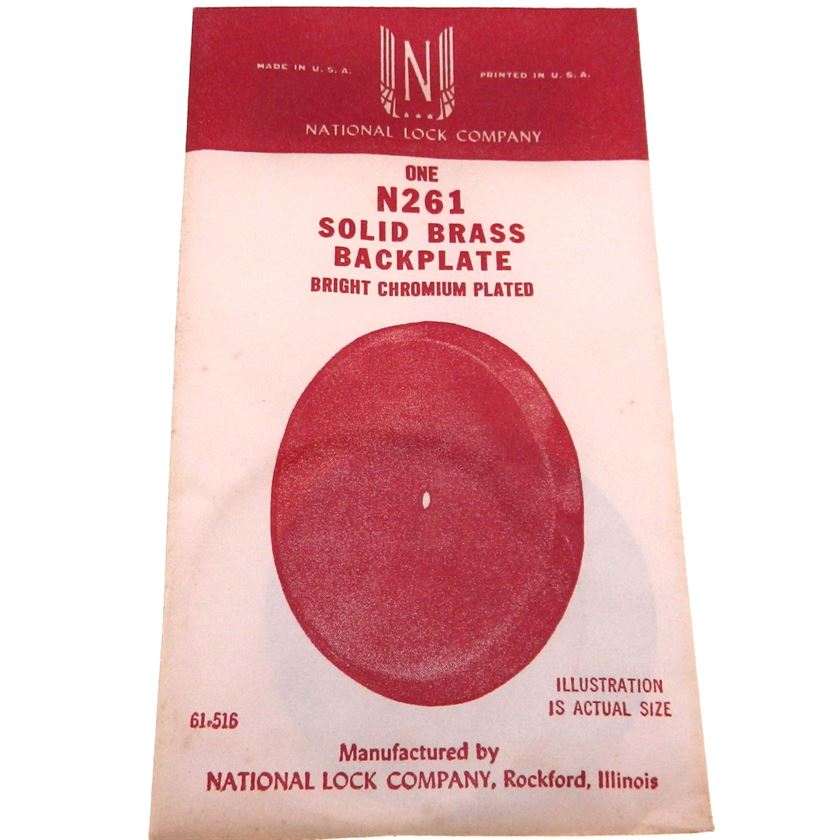 MADE IN U.S.A.
N
PRINTED IN U.S.A.
NATIONAL LOCK COMPANY
ONE
N261
SOLID BRASS
BACKPLATE
BRIGHT CHROMIUM PLATED
ILLUSTRATION
IS ACTUAL SIZE
61-516
Manufactured by
NATIONAL LOCK COMPANY, Rockford, Illinois